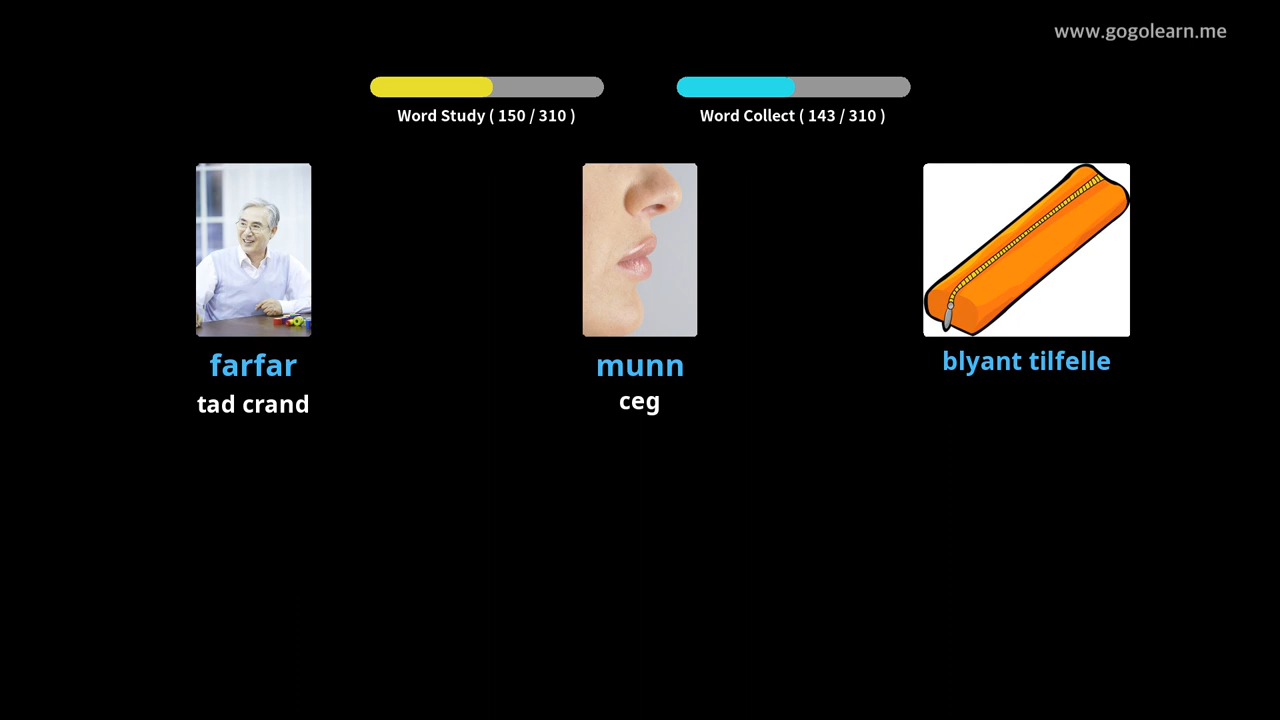 www.gogolearn.me
Word Study ( 150 / 310 )
Word Collect ( 143 / 310 )
farfar
tad crand
munn
ceg
blyant tilfelle